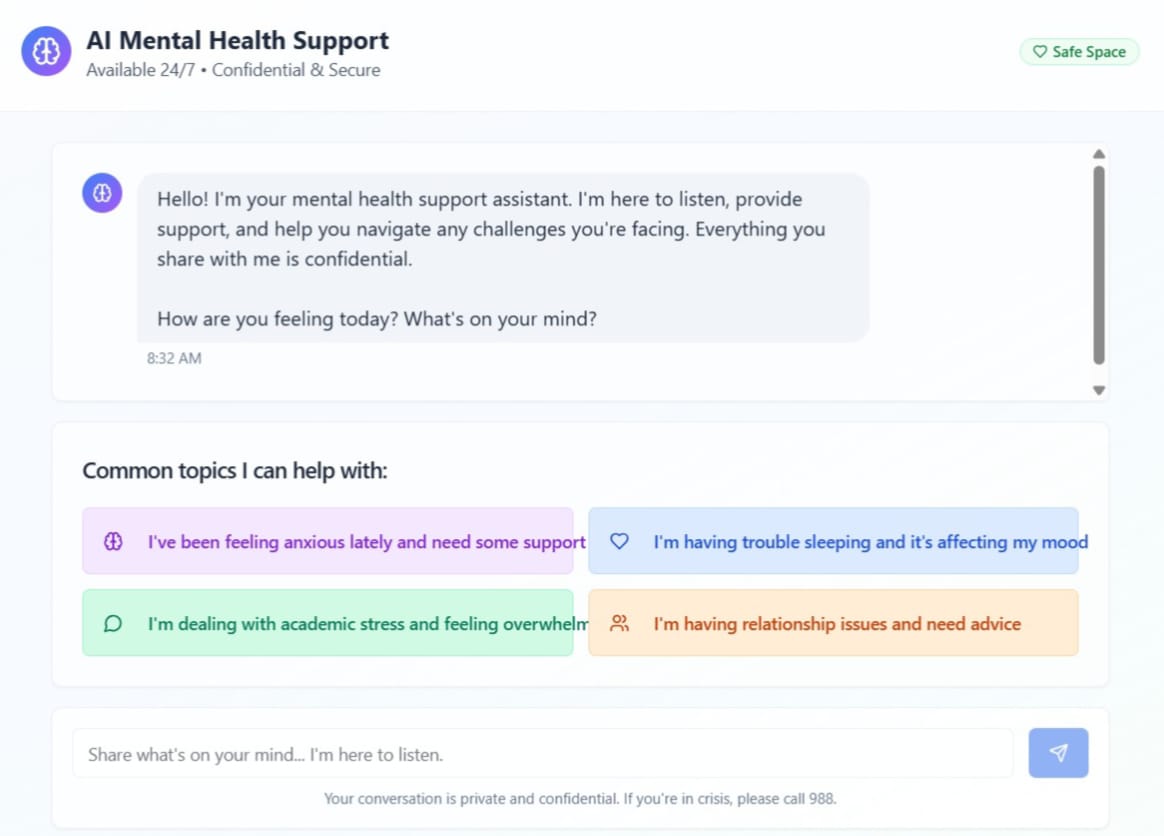 AI Mental Health Support
Available 24/7 • Confidential & Secure
Safe Space
Hello! I'm your mental health support assistant. I'm here to listen, provide
support, and help you navigate any challenges you're facing. Everything you
share with me is confidential.
How are you feeling today? What's on your mind?
8:32 AM
Common topics I can help with:
I've been feeling anxious lately and need some support
I'm having trouble sleeping and it's affecting my mood
I'm dealing with academic stress and feeling overwhelm
I'm having relationship issues and need advice
Share what's on your mind... I'm here to listen.
Your conversation is private and confidential. If you're in crisis, please call 988.